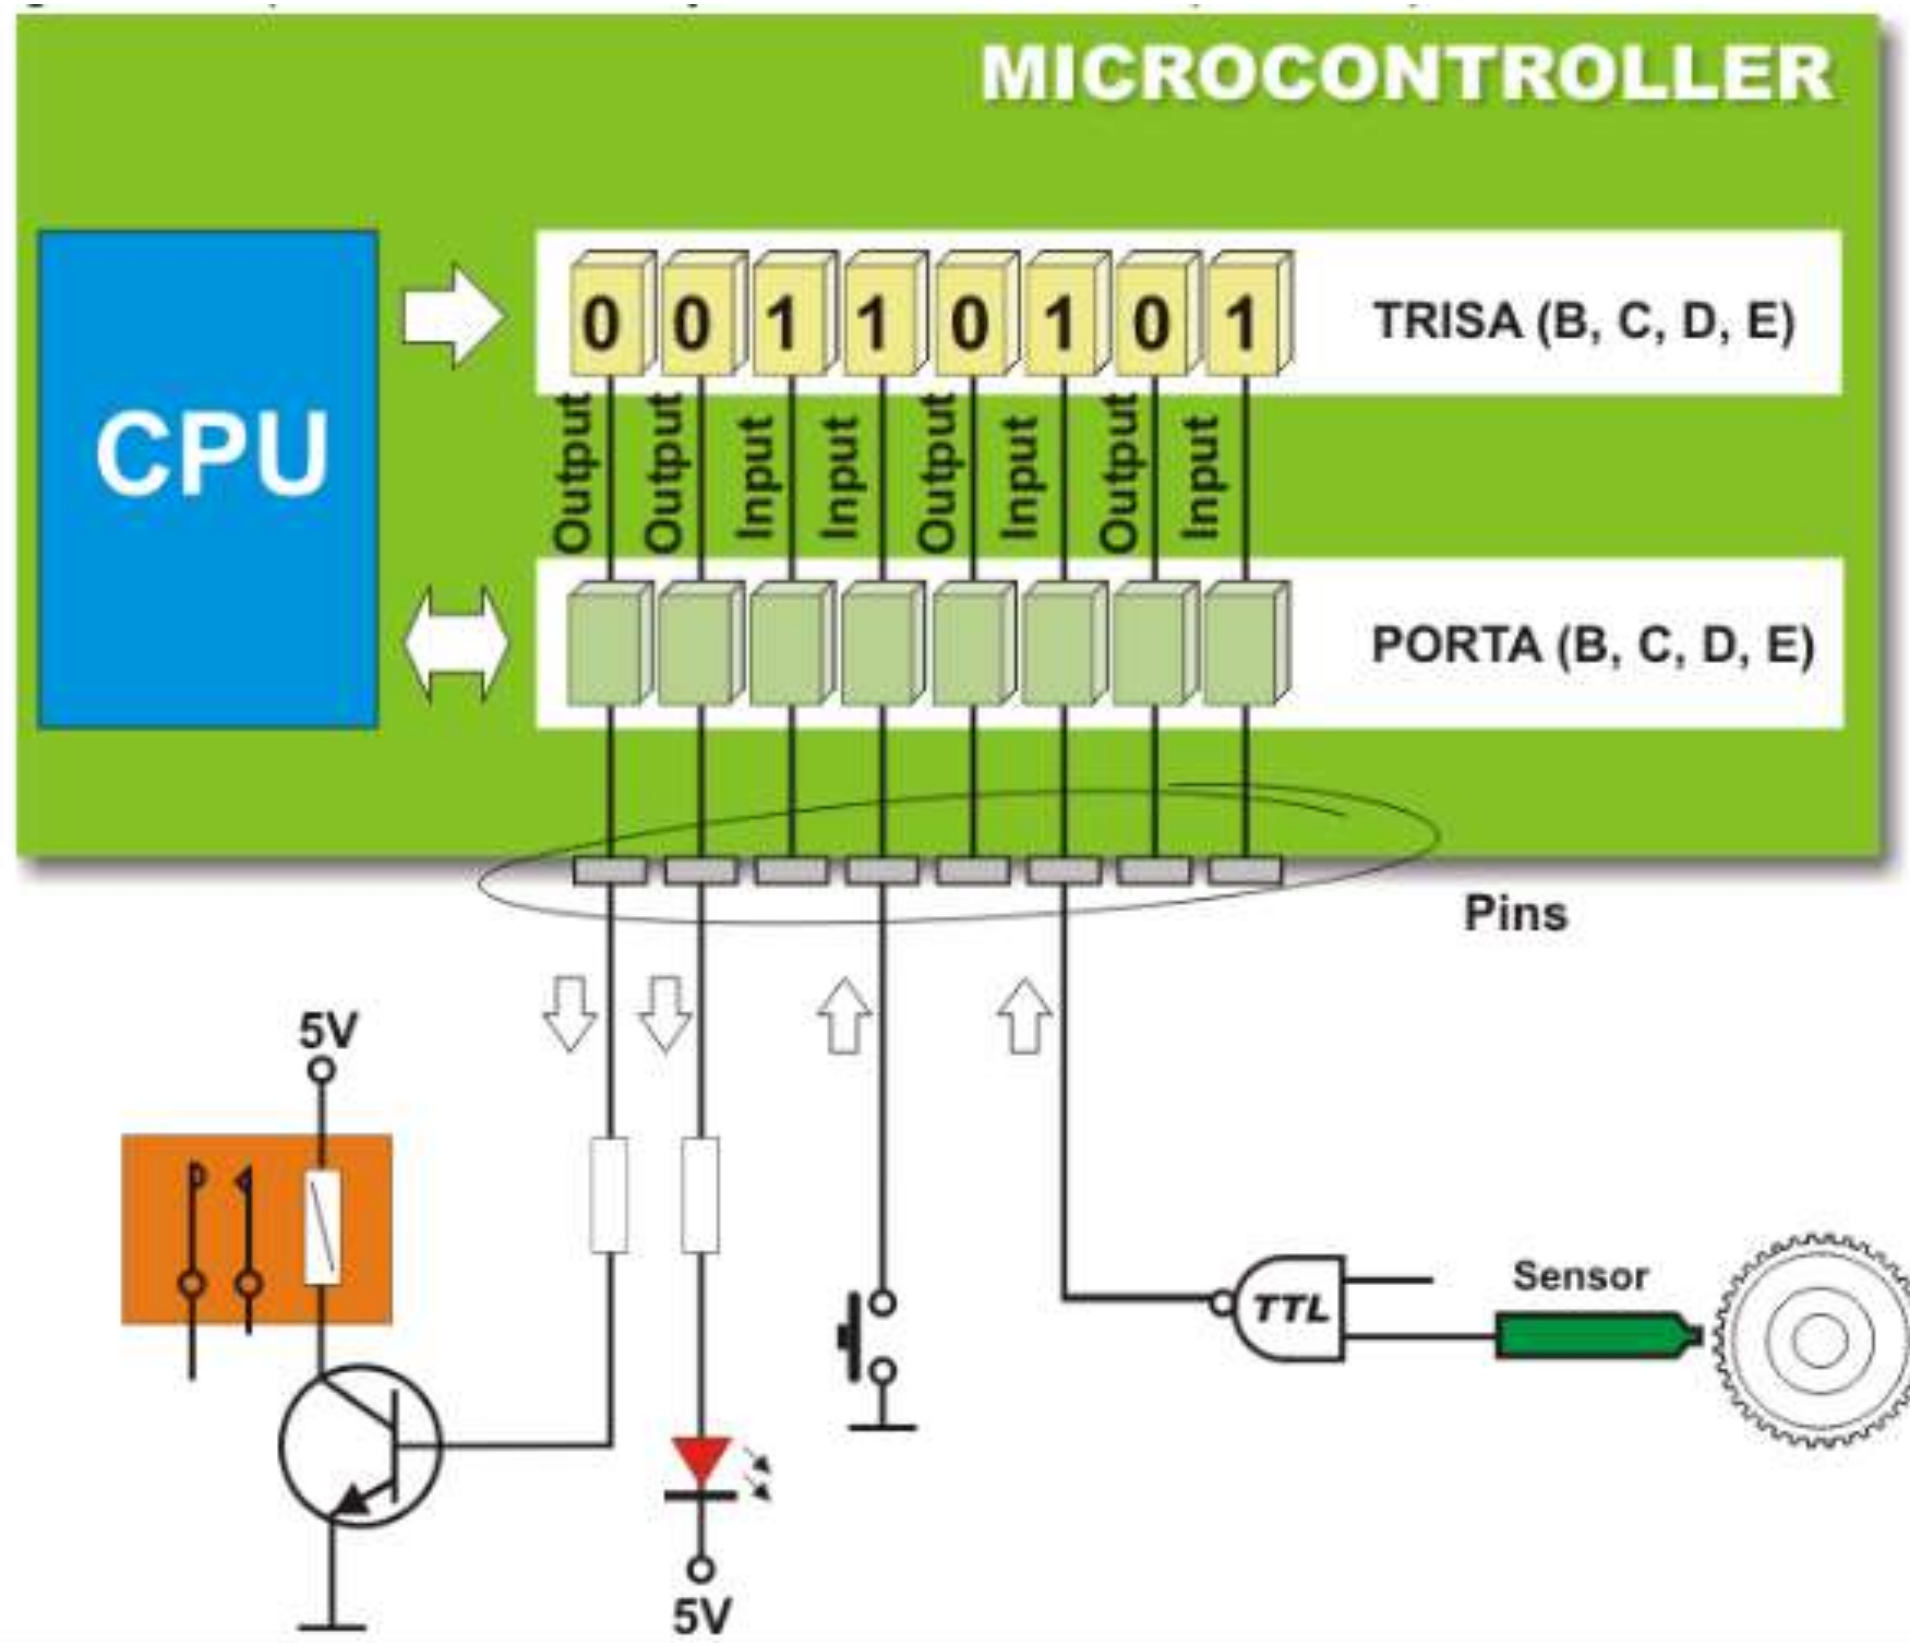 MICROCONTROLLER
CPU
0 0 1 1 0 1 0 1
TRISA (B, C, D, E)
Output
Output
Input
Input
Output
Input
Output
Input
PORTA (B, C, D, E)
Pins
5V
TTL
Sensor
5V